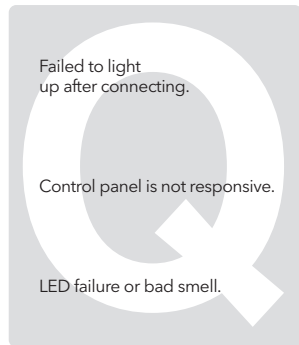 Failed to light
up after connecting.
Control panel is not responsive.
LED failure or bad smell.
Q